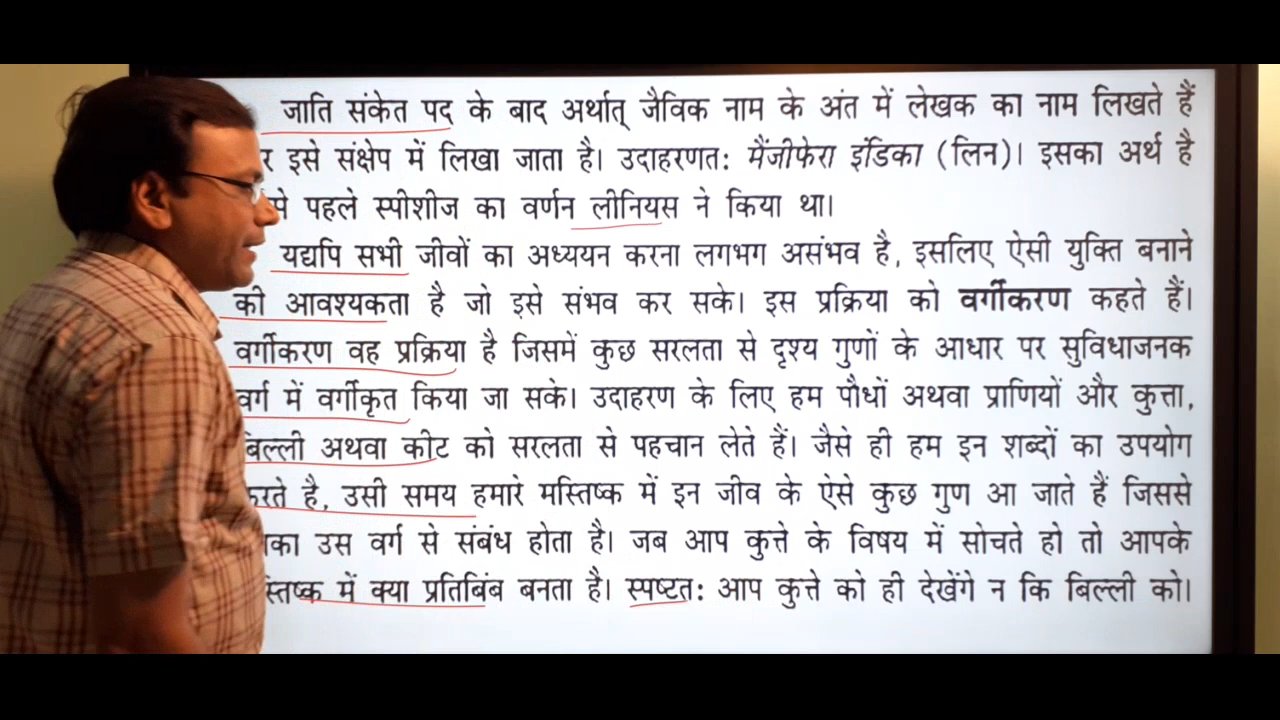 जाति संकेत पद के बाद अर्थात् जैविक नाम के अंत में लेखक का नाम लिखते हैं
इसे संक्षेप में लिखा जाता है। उदाहरणत: मैंजीफेरा इंडिका (लिन)। इसका अर्थ है
पहले स्पीशीज का वर्णन लीनियस ने किया था।
यद्यपि सभी जीवों का अध्ययन करना लगभग असंभव है, इसलिए ऐसी युक्ति बनाने
की आवश्यकता है जो इसे संभव कर सके। इस प्रक्रिया को वर्गीकरण कहते हैं।
वर्गीकरण वह प्रक्रिया है जिसमें कुछ सरलता से दृश्य गुणों के आधार पर सुविधाजनक
वर्ग में वर्गीकृत किया जा सके। उदाहरण के लिए हम पौधों अथवा प्राणियों और कुत्ता,
बिल्ली अथवा कीट को सरलता से पहचान लेते हैं। जैसे ही हम इन शब्दों का उपयोग
करते है, उसी समय हमारे मस्तिष्क में इन जीव के ऐसे कुछ गुण आ जाते हैं जिससे
उस वर्ग से संबंध होता है। जब आप कुत्ते के विषय में सोचते हो तो आपके
में क्या प्रतिबिंब बनता है। स्पष्टत: आप कुत्ते को ही देखेंगे न कि बिल्ली को।